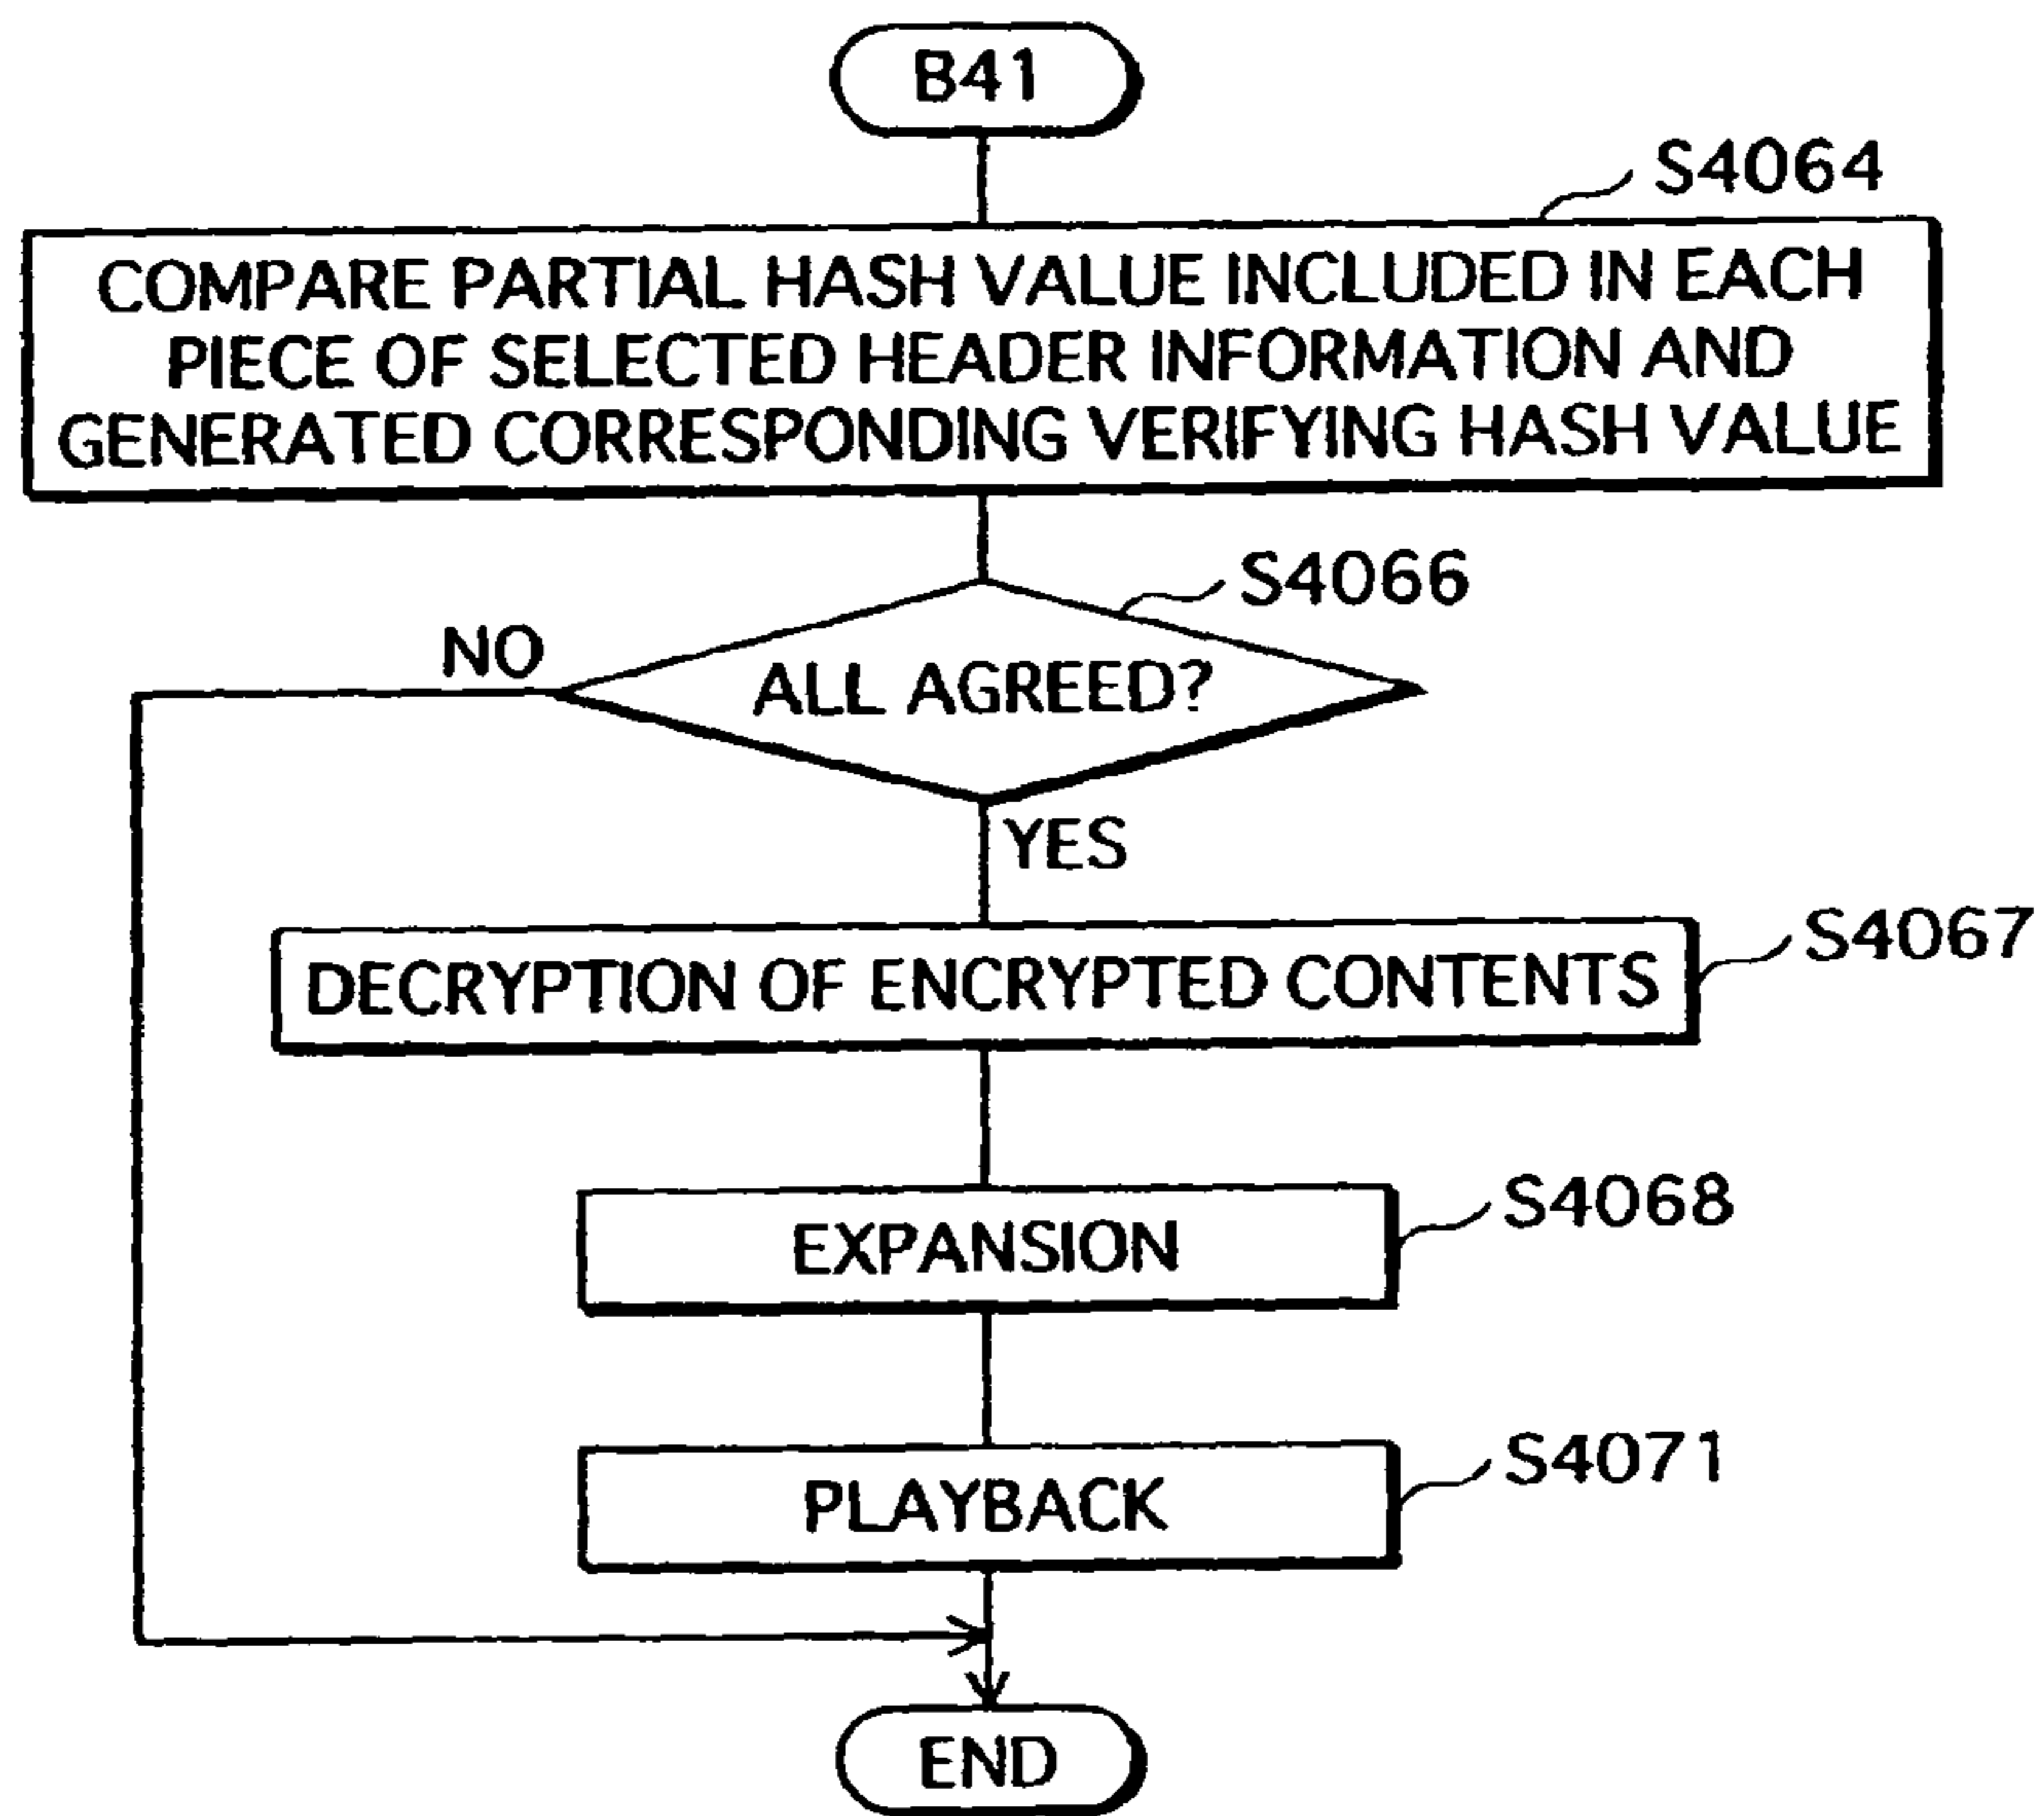 B41
S4064
COMPARE PARTIAL HASH VALUE INCLUDED IN EACH
PIECE OF SELECTED HEADER INFORMATION AND
GENERATED CORRESPONDING VERIFYING HASH VALUE
S4066
NO
ALL AGREED?
YES
S4067
DECRYPTION OF ENCRYPTED CONTENTS
S4068
EXPANSION
S4071
PLAYBACK
END